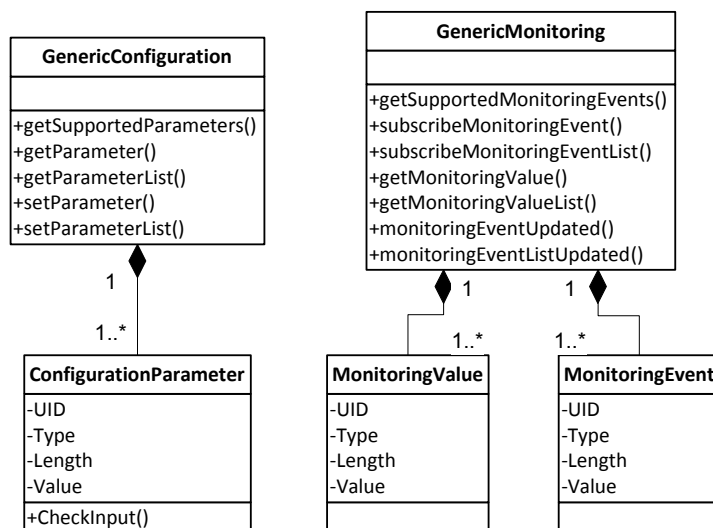 GenericConfiguration
+getSupportedParameters()
+getParameter()
+getParameterList()
+setParameter()
+setParameterList()
1
1..*
ConfigurationParameter
-UID
-Type
-Length
-Value
+CheckInput()
GenericMonitoring
+getSupportedMonitoringEvents()
+subscribeMonitoringEvent()
+subscribeMonitoringEventList()
+getMonitoringValue()
+getMonitoringValueList()
+monitoringEventUpdated()
+monitoringEventListUpdated()
1
1
1..*
1..*
MonitoringValue
-UID
-Type
-Length
-Value
MonitoringEvent
-UID
-Type
-Length
-Value